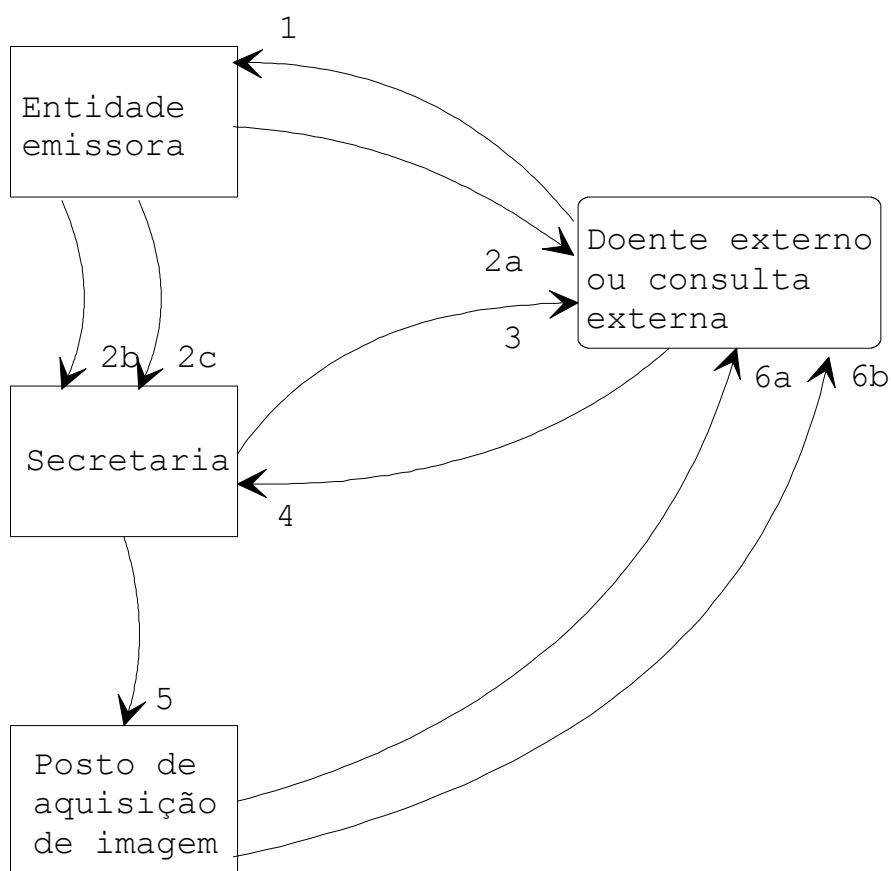 1
Entidade
emissora
2a
Doente externo
ou consulta
externa
3
2b 2c
6a 6b
Secretaria
4
5
Posto de
aquisição
de imagem